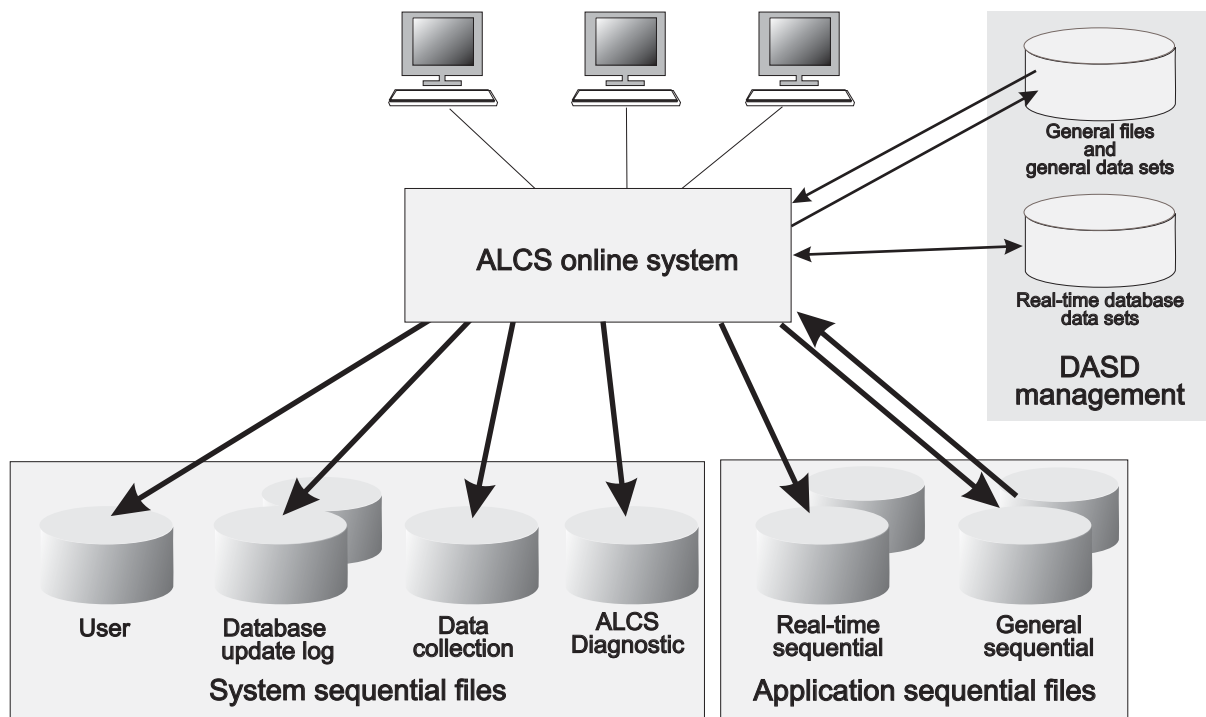 General files
and
general data sets
ALCS online system
Real-time database
data sets
DASD
management
User
Database
update log
Data
collection
ALCS
Diagnostic
System sequential files
Real-time
sequential
General
sequential
Application sequential files